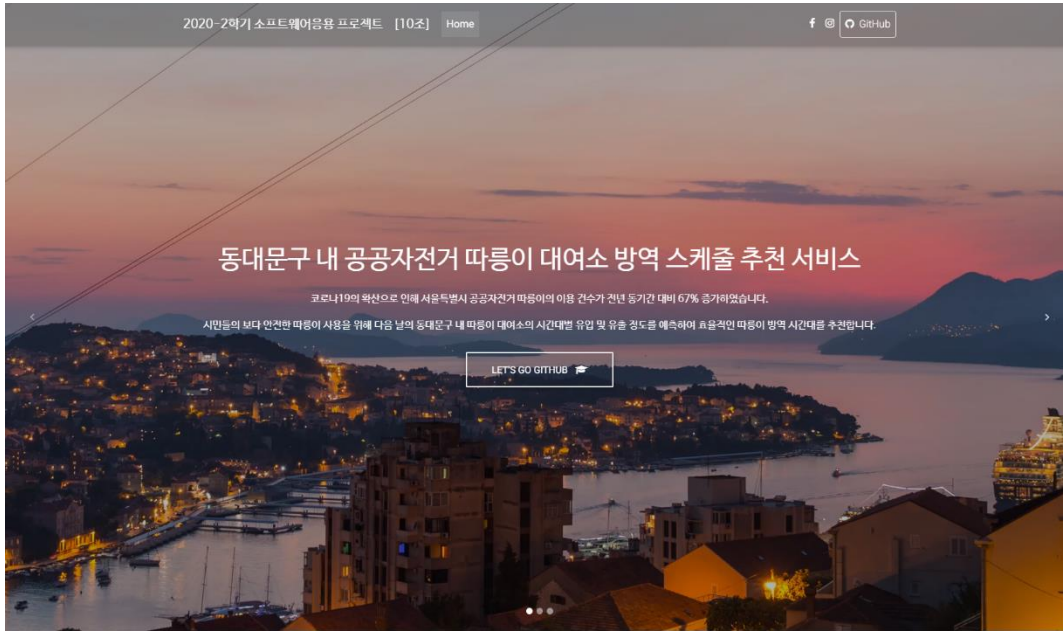 2020-2학기 소프트웨어응용 프로젝트 [10조] Home GitHub
동대문구 내 공공자전거 따릉이 대여소 방역 스케줄 추천 서비스
코로나19의 확산으로 인해 서울특별시 공공자전거 따릉이의 이용 건수가 전년 동기간 대비 67% 증가하였습니다.
시민들의 보다 안전한 따릉이 사용을 위해 다음 날의 동대문구 내 따릉이 대여소의 시간대별 유입 및 유출 정도를 예측하여 효율적인 따릉이 방역 시간대를 추천합니다.
LET'S GO GITHUB